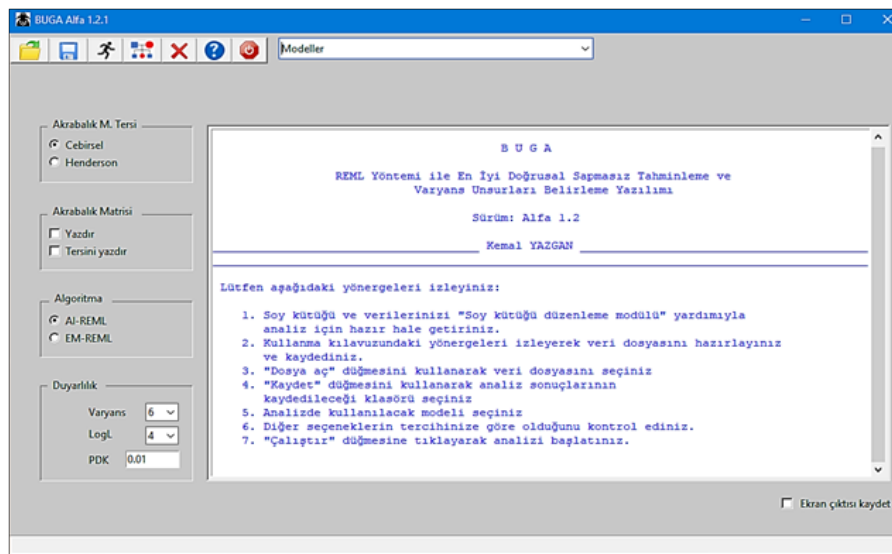 BUGA Alfa 1.2.1
Modeller
Akrabalık M. Tersi
Cebirsel
Henderson
Akrabalık Matrisi
Yazdır
Tersini yazdır
Algoritma
AI-REML
EM-REML
Duyarlılık
Varyans 6
LogL 4
PDK 0.01
B U G A
REML Yöntemi ile En İyi Doğrusal Sapmasız Tahminleme ve
Varyans Unsurları Belirleme Yazılımı
Sürüm: Alfa 1.2
Kemal YAZGAN
Lütfen aşağıdaki yönergeleri izleyiniz:
1. Soy kütüğü ve verilerinizi "Soy kütüğü düzenleme modülü" yardımıyla
analiz için hazır hale getiriniz.
2. Kullanma kılavuzundaki yönergeleri izleyerek veri dosyasını hazırlayınız
ve kaydediniz.
3. "Dosya aç" düğmesini kullanarak veri dosyasını seçiniz
4. "Kaydet" düğmesini kullanarak analiz sonuçlarının
kaydedileceği klasörü seçiniz
5. Analizde kullanılacak modeli seçiniz
6. Diğer seçeneklerin tercihinize göre olduğunu kontrol ediniz.
7. "Çalıştır" düğmesine tıklayarak analizi başlatınız.
Ekran çıktısı kaydet